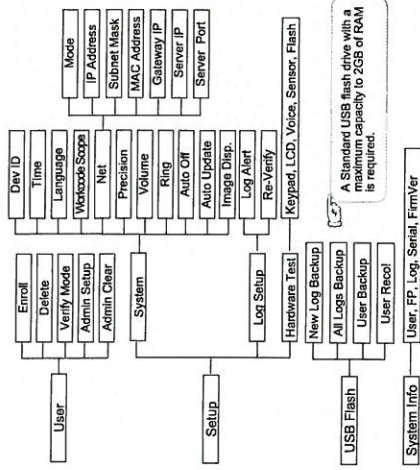 User
Enroll
Delete
Verify Mode
Admin Setup
Admin Clear
Setup
System
Dev ID
Time
Language
Workcode Scope
Net
Mode
IP Address
Subnet Mask
MAC Address
Gateway IP
Server IP
Server Port
Precision
Volume
Ring
Auto Off
Auto Update
Image Disp.
Log Setup
Log Alert
Re-Verify
Hardware Test
Keypad, LCD, Voice, Sensor, Flash
USB Flash
New Log Backup
All Logs Backup
User Backup
User Reco!
A Standard USB flash drive with a
maximum capacity to 2GB of RAM
is required.
System Info
User, FP, Log, Serial, FirmVer